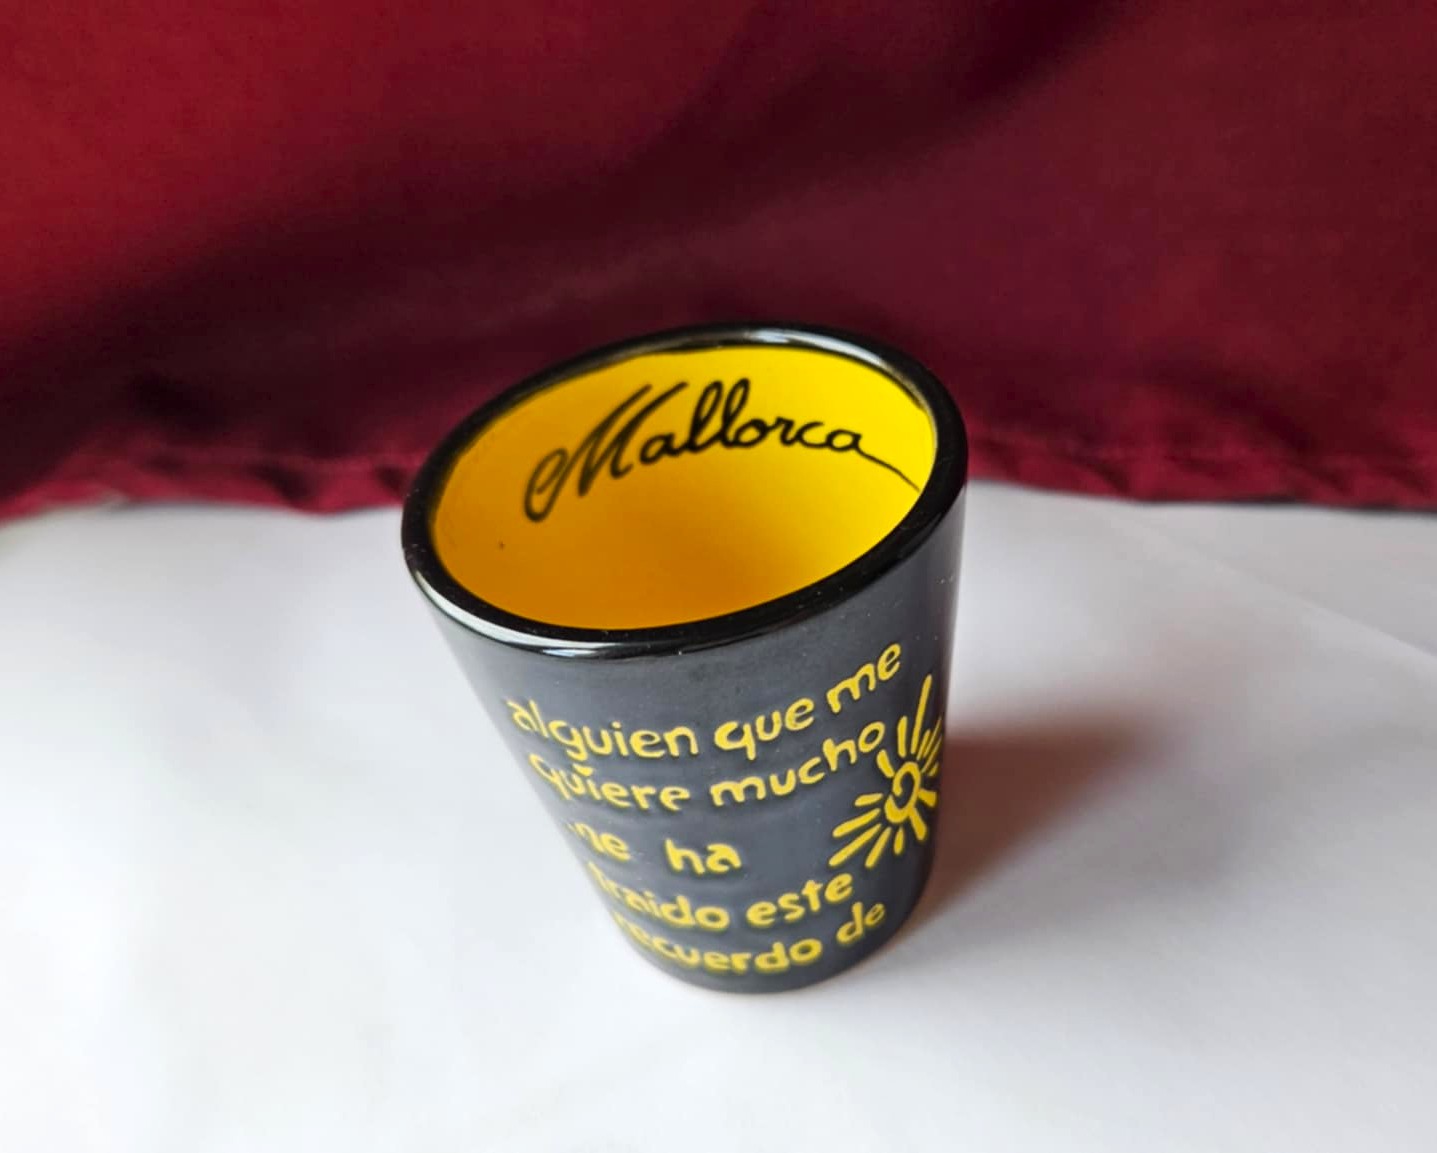 Mallorca
alguien que me
quiere mucho
me ha
traido este
recuerdo de